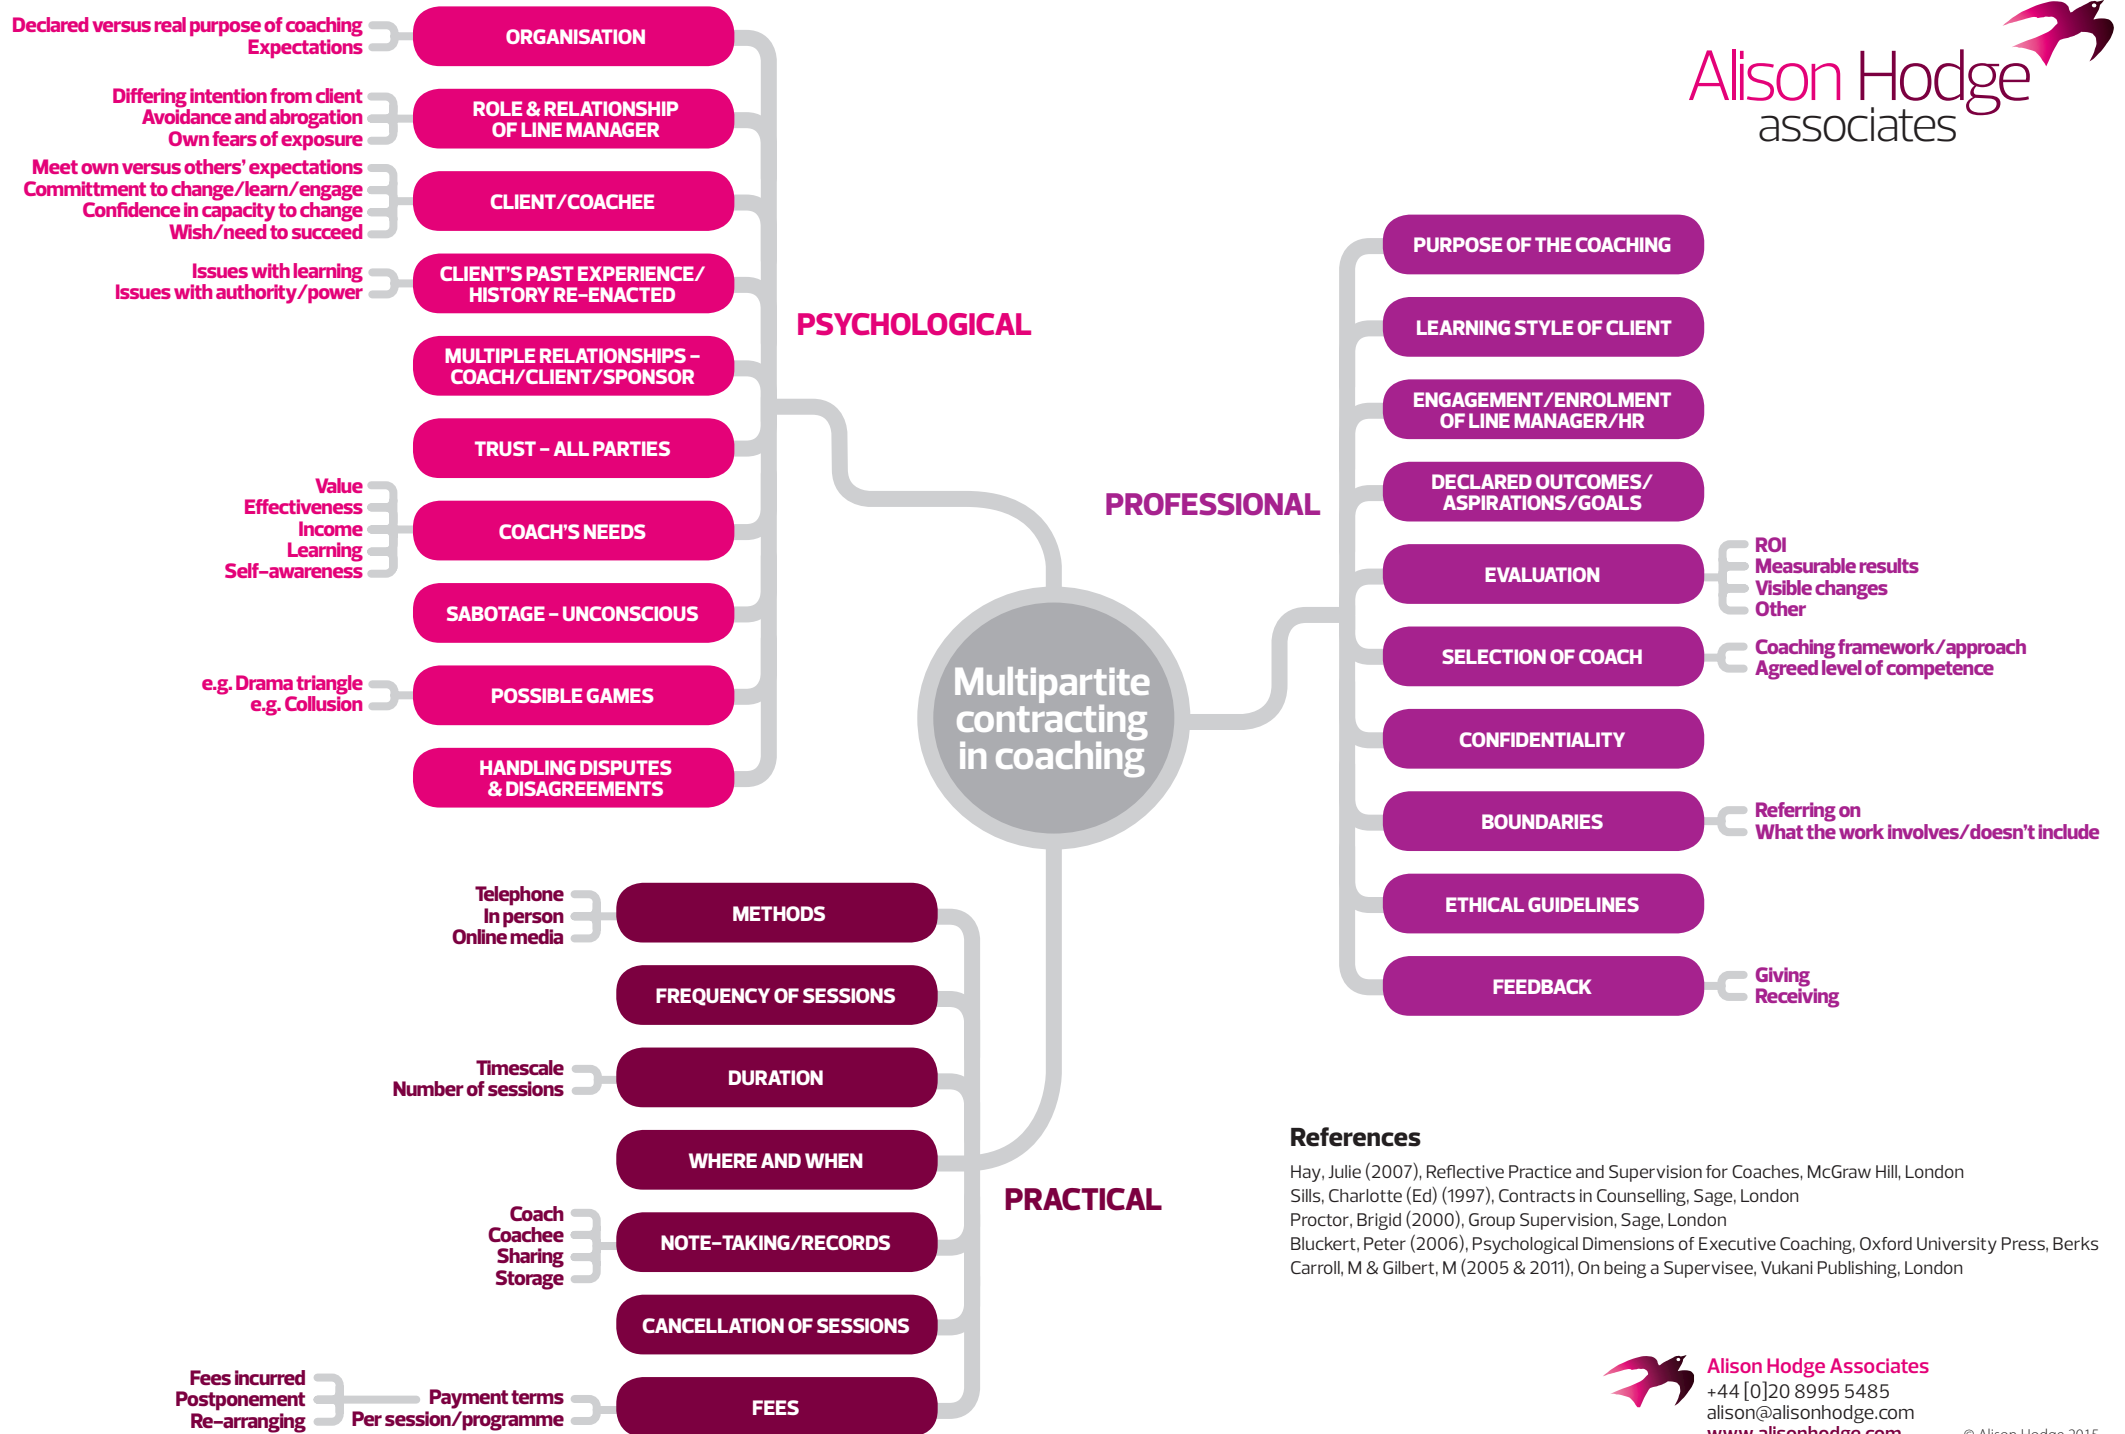 Alison Hodge
associates
Declared versus real purpose of coaching
Expectations
ORGANISATION
Differing intention from client
Avoidance and abrogation
Own fears of exposure
ROLE & RELATIONSHIP
OF LINE MANAGER
Meet own versus others' expectations
Committment to change/learn/engage
Confidence in capacity to change
Wish/need to succeed
CLIENT/COACHEE
Issues with learning
Issues with authority/power
CLIENT'S PAST EXPERIENCE/
HISTORY RE-ENACTED
MULTIPLE RELATIONSHIPS –
COACH/CLIENT/SPONSOR
TRUST – ALL PARTIES
Value
Effectiveness
Income
Learning
Self-awareness
COACH'S NEEDS
SABOTAGE – UNCONSCIOUS
e.g. Drama triangle
e.g. Collusion
POSSIBLE GAMES
HANDLING DISPUTES
& DISAGREEMENTS
PSYCHOLOGICAL
Multipartite
contracting
in coaching
PROFESSIONAL
PURPOSE OF THE COACHING
LEARNING STYLE OF CLIENT
ENGAGEMENT/ENROLMENT
OF LINE MANAGER/HR
DECLARED OUTCOMES/
ASPIRATIONS/GOALS
EVALUATION
ROI
Measurable results
Visible changes
Other
SELECTION OF COACH
Coaching framework/approach
Agreed level of competence
CONFIDENTIALITY
BOUNDARIES
Referring on
What the work involves/doesn't include
ETHICAL GUIDELINES
FEEDBACK
Giving
Receiving
Telephone
In person
Online media
METHODS
FREQUENCY OF SESSIONS
Timescale
Number of sessions
DURATION
WHERE AND WHEN
Coach
Coachee
Sharing
Storage
NOTE-TAKING/RECORDS
CANCELLATION OF SESSIONS
Fees incurred
Postponement
Re-arranging
Payment terms
Per session/programme
FEES
PRACTICAL
References
Hay, Julie (2007), Reflective Practice and Supervision for Coaches, McGraw Hill, London
Sills, Charlotte (Ed) (1997), Contracts in Counselling, Sage, London
Proctor, Brigid (2000), Group Supervision, Sage, London
Bluckert, Peter (2006), Psychological Dimensions of Executive Coaching, Oxford University Press, Berks
Carroll, M & Gilbert, M (2005 & 2011), On being a Supervisee, Vukani Publishing, London
Alison Hodge Associates
+44 [0]20 8995 5485
alison@alisonhodge.com
www.alisonhodge.com
© Alison Hodge 2015